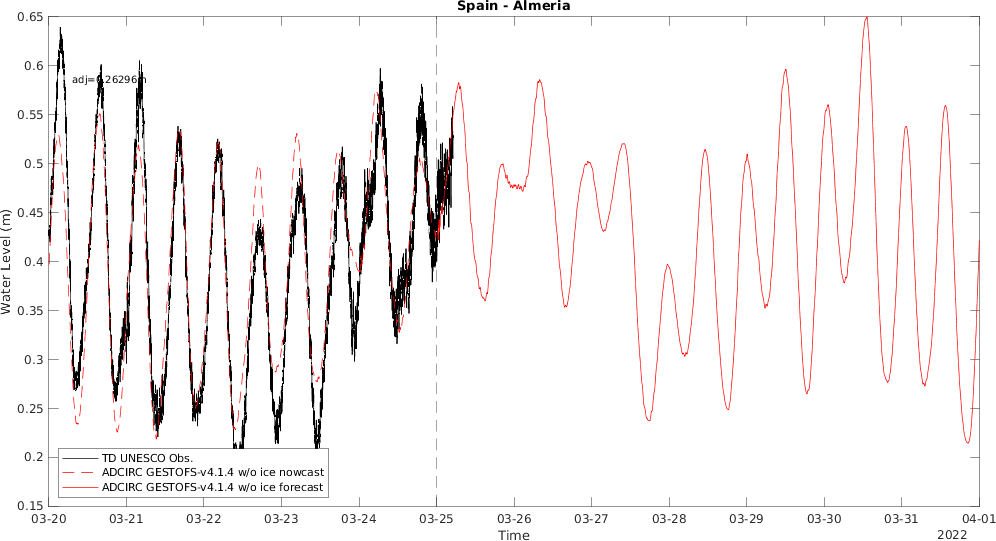 Spain - Almeria
0.65
0.6
adj=0.26296m
0.55
0.5
0.45
Water Level (m)
0.4
0.35
0.3
0.25
0.2
0.15
TD UNESCO Obs.
ADCIRC GESTOFS-v4.1.4 w/o ice nowcast
ADCIRC GESTOFS-v4.1.4 w/o ice forecast
03-20 03-21 03-22 03-23 03-24 03-25 03-26 03-27 03-28 03-29 03-30 03-31 04-01
Time
2022